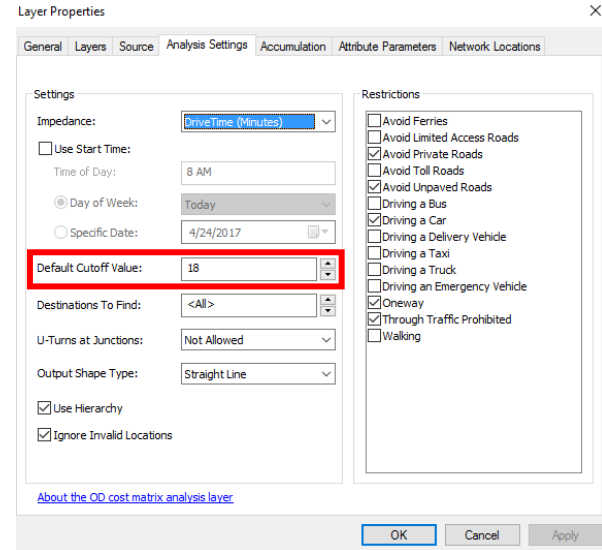 Layer Properties
General Layers Source Analysis Settings Accumulation Attribute Parameters Network Locations
Settings
Impedance: DriveTime (Minutes)
Use Start Time:
Time of Day: 8 AM
Day of Week: Today
Specific Date: 4/24/2017
Default Cutoff Value: 18
Destinations To Find: <All>
U-Turns at Junctions: Not Allowed
Output Shape Type: Straight Line
Use Hierarchy
Ignore Invalid Locations
Restrictions
Avoid Ferries
Avoid Limited Access Roads
Avoid Private Roads
Avoid Toll Roads
Avoid Unpaved Roads
Driving a Bus
Driving a Car
Driving a Delivery Vehicle
Driving a Taxi
Driving a Truck
Driving an Emergency Vehicle
Oneway
Through Traffic Prohibited
Walking
About the OD cost matrix analysis layer
OK Cancel Apply